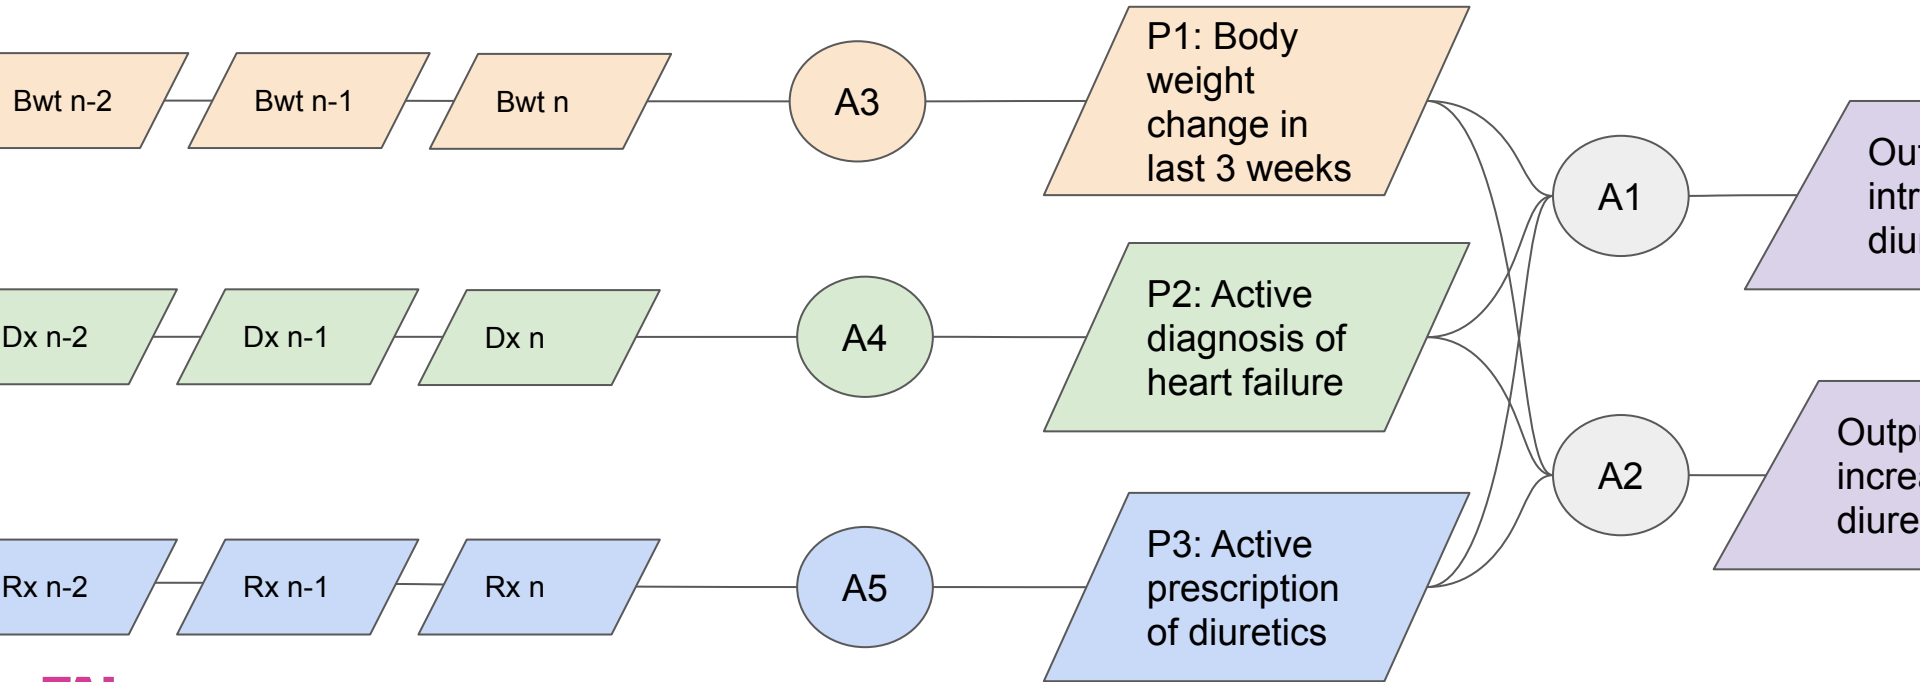 Bwt n-2
Bwt n-1
Bwt n
A3
P1: Body
weight
change in
last 3 weeks
A1
Dx n-2
Dx n-1
Dx n
A4
P2: Active
diagnosis of
heart failure
A2
Rx n-2
Rx n-1
Rx n
A5
P3: Active
prescription
of diuretics